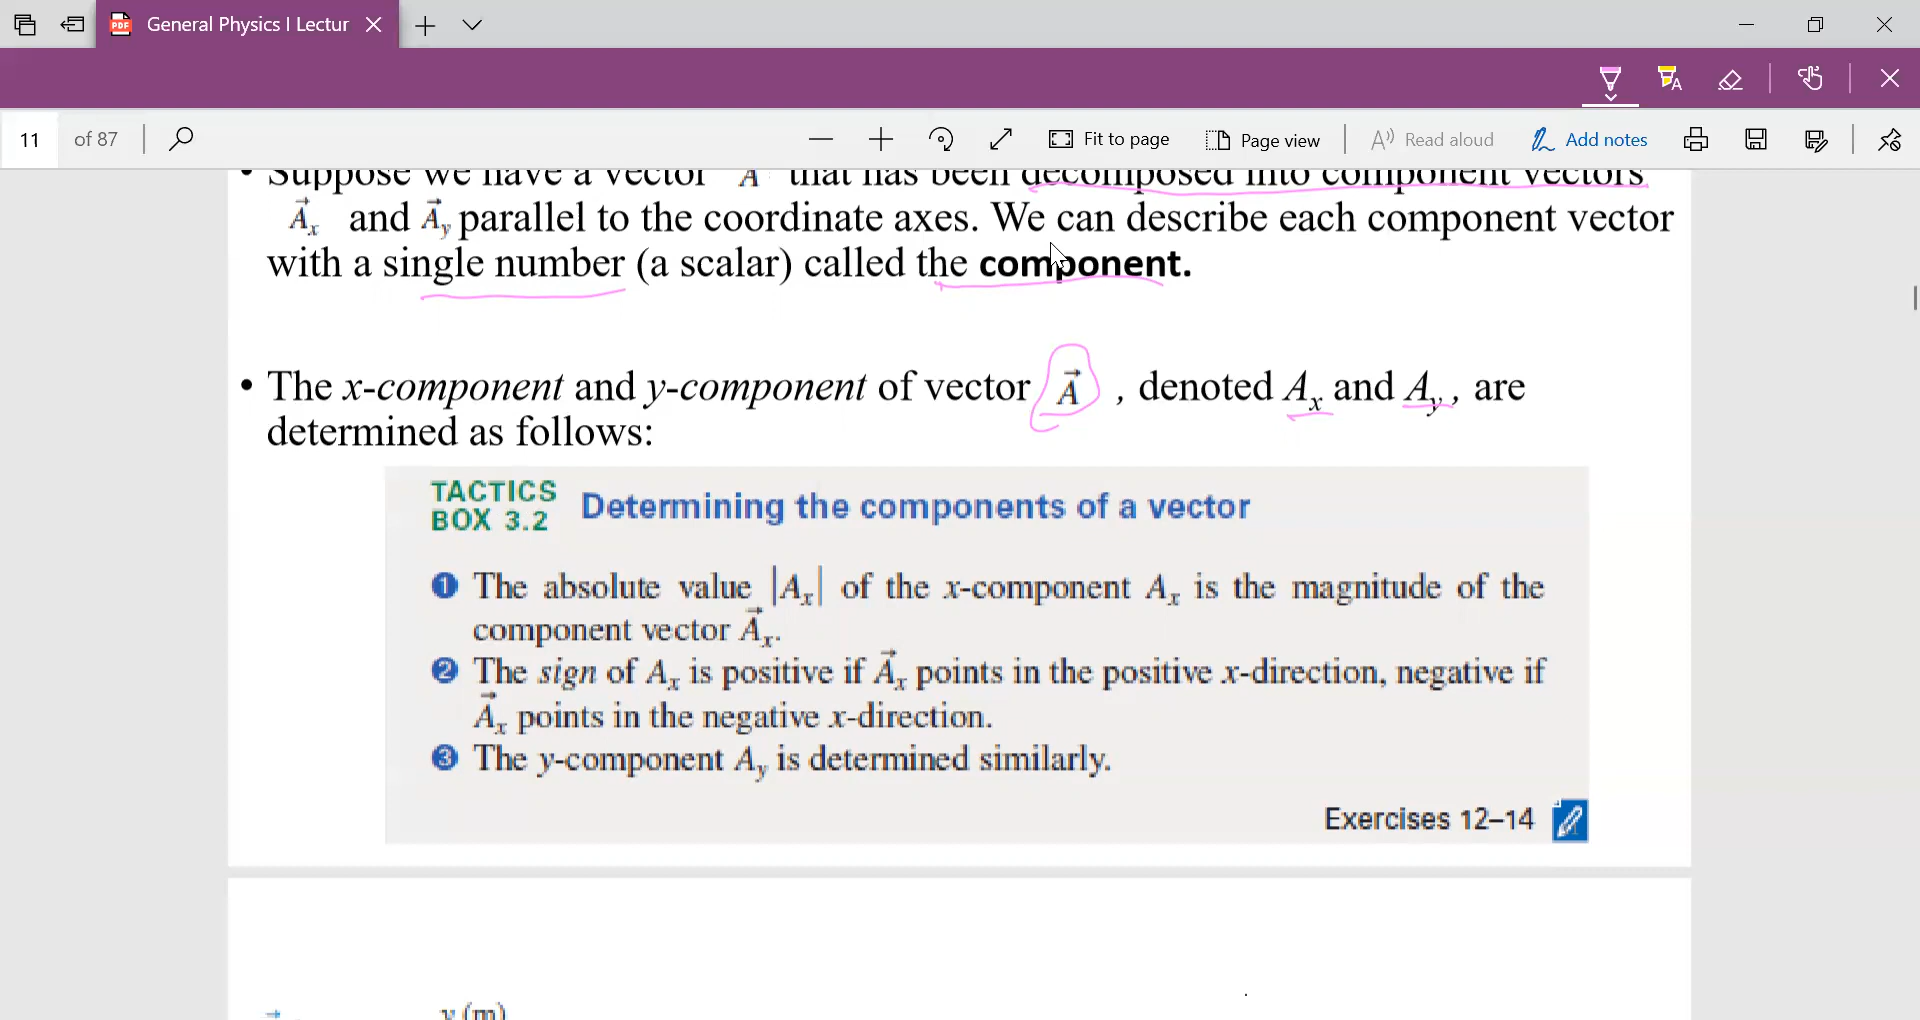 General Physics I Lectur
11 of 87
Fit to page
Page view
Read aloud
Add notes
• Suppose we have a vector A that has been decomposed into component vectors
A⃗x and A⃗y parallel to the coordinate axes. We can describe each component vector
with a single number (a scalar) called the component.
• The x-component and y-component of vector A⃗ , denoted Ax and Ay, are
determined as follows:
TACTICS
BOX 3.2
Determining the components of a vector
1 The absolute value |Ax| of the x-component Ax is the magnitude of the
component vector A⃗x.
2 The sign of Ax is positive if A⃗x points in the positive x-direction, negative if
A⃗x points in the negative x-direction.
3 The y-component Ay is determined similarly.
Exercises 12–14
y (m)